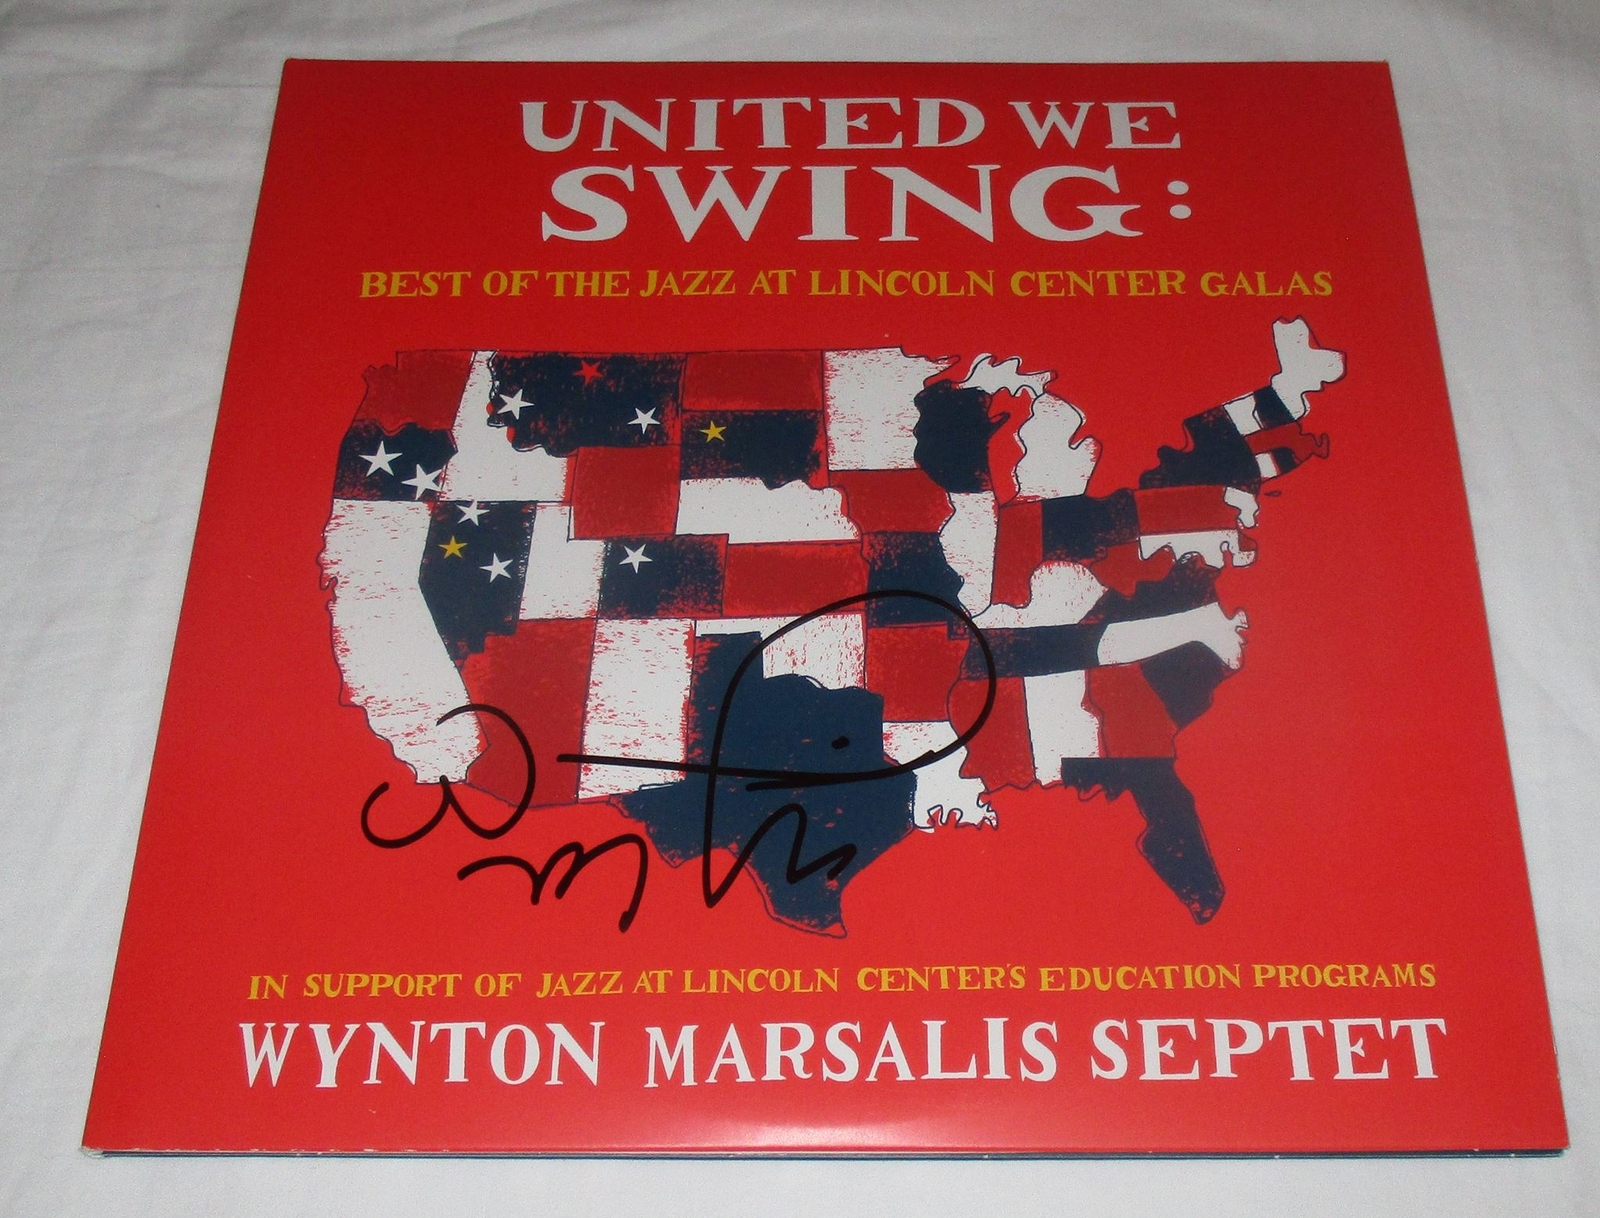 UNITED WE
SWING:
BEST OF THE JAZZ AT LINCOLN CENTER GALAS
IN SUPPORT OF JAZZ AT LINCOLN CENTER'S EDUCATION PROGRAMS
WYNTON MARSALIS SEPTET